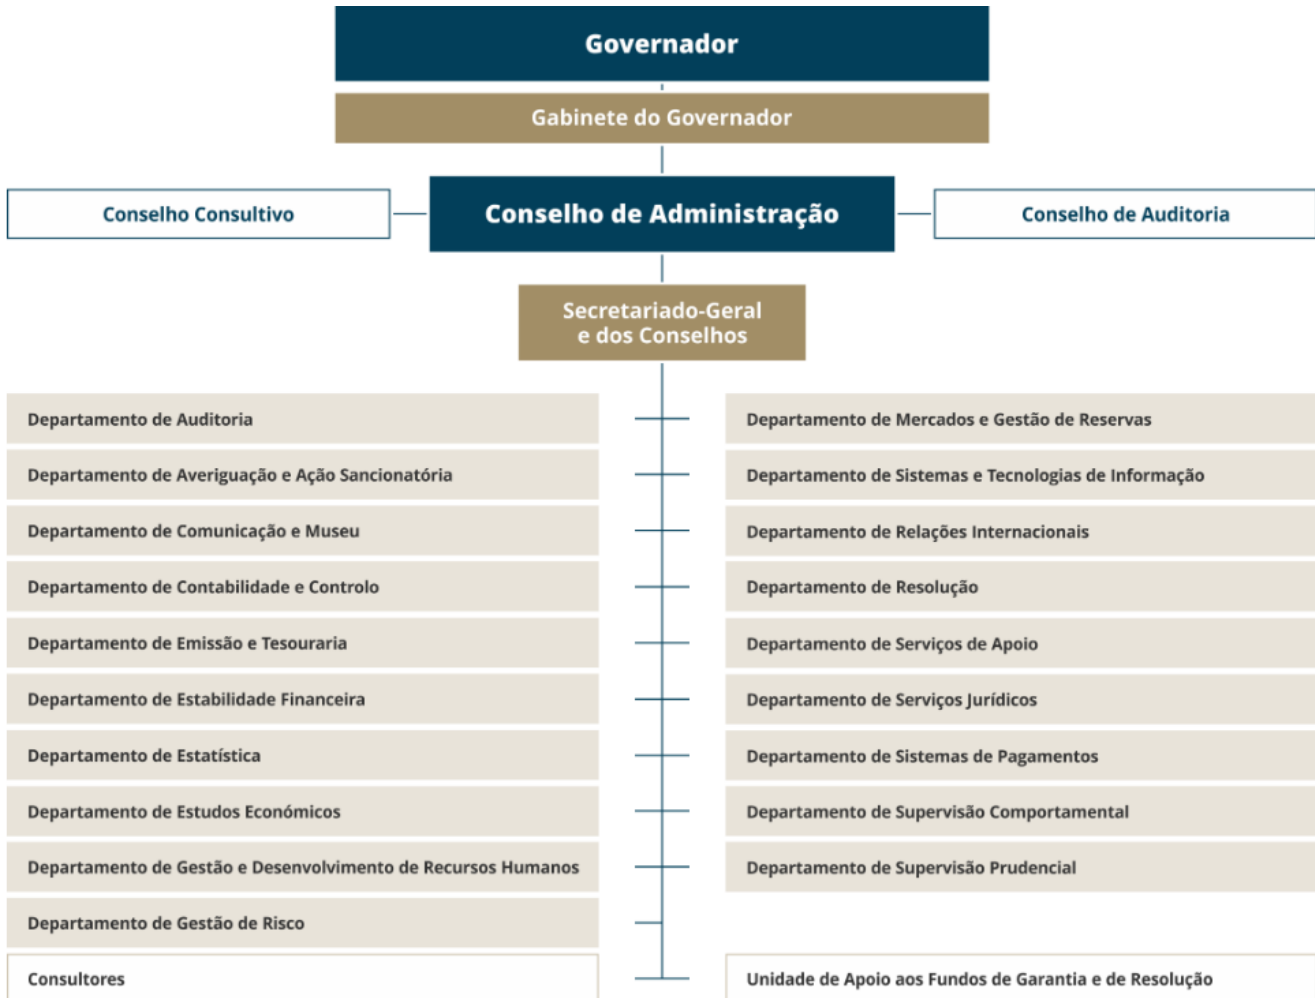 Governador
Gabinete do Governador
Conselho Consultivo
Conselho de Administração
Conselho de Auditoria
Secretariado-Geral
e dos Conselhos
Departamento de Auditoria
Departamento de Averiguação e Ação Sancionatória
Departamento de Comunicação e Museu
Departamento de Contabilidade e Controlo
Departamento de Emissão e Tesouraria
Departamento de Estabilidade Financeira
Departamento de Estatística
Departamento de Estudos Económicos
Departamento de Gestão e Desenvolvimento de Recursos Humanos
Departamento de Gestão de Risco
Consultores
Departamento de Mercados e Gestão de Reservas
Departamento de Sistemas e Tecnologias de Informação
Departamento de Relações Internacionais
Departamento de Resolução
Departamento de Serviços de Apoio
Departamento de Serviços Jurídicos
Departamento de Sistemas de Pagamentos
Departamento de Supervisão Comportamental
Departamento de Supervisão Prudencial
Unidade de Apoio aos Fundos de Garantia e de Resolução